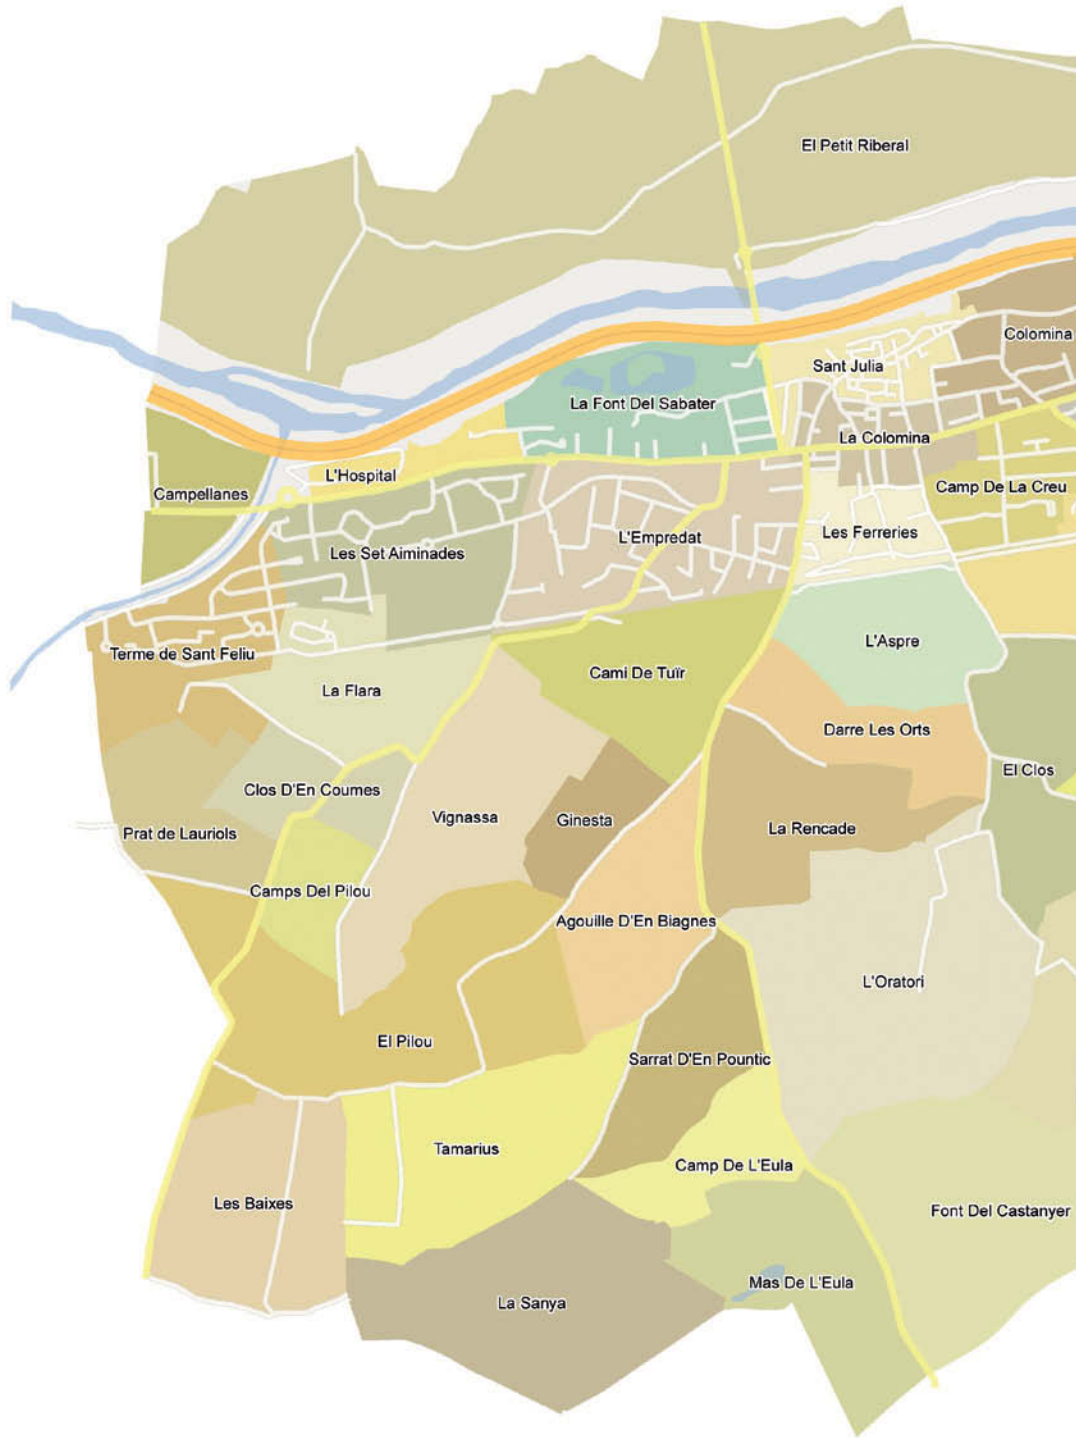 El Petit Riberal
Colomina
Sant Julia
La Font Del Sabater
La Colomina
L'Hospital
Campellanes
Camp De La Creu
Les Ferreries
L'Empredat
Les Set Aiminades
L'Aspre
Terme de Sant Feliu
Cami De Tuïr
La Flara
Darre Les Orts
El Clos
Clos D'En Coumes
Vignassa
Ginesta
La Rencade
Prat de Lauriols
Camps Del Pilou
Agouille D'En Biagnes
L'Oratori
El Pilou
Sarrat D'En Pountic
Tamarius
Camp De L'Eula
Les Baixes
Font Del Castanyer
Mas De L'Eula
La Sanya